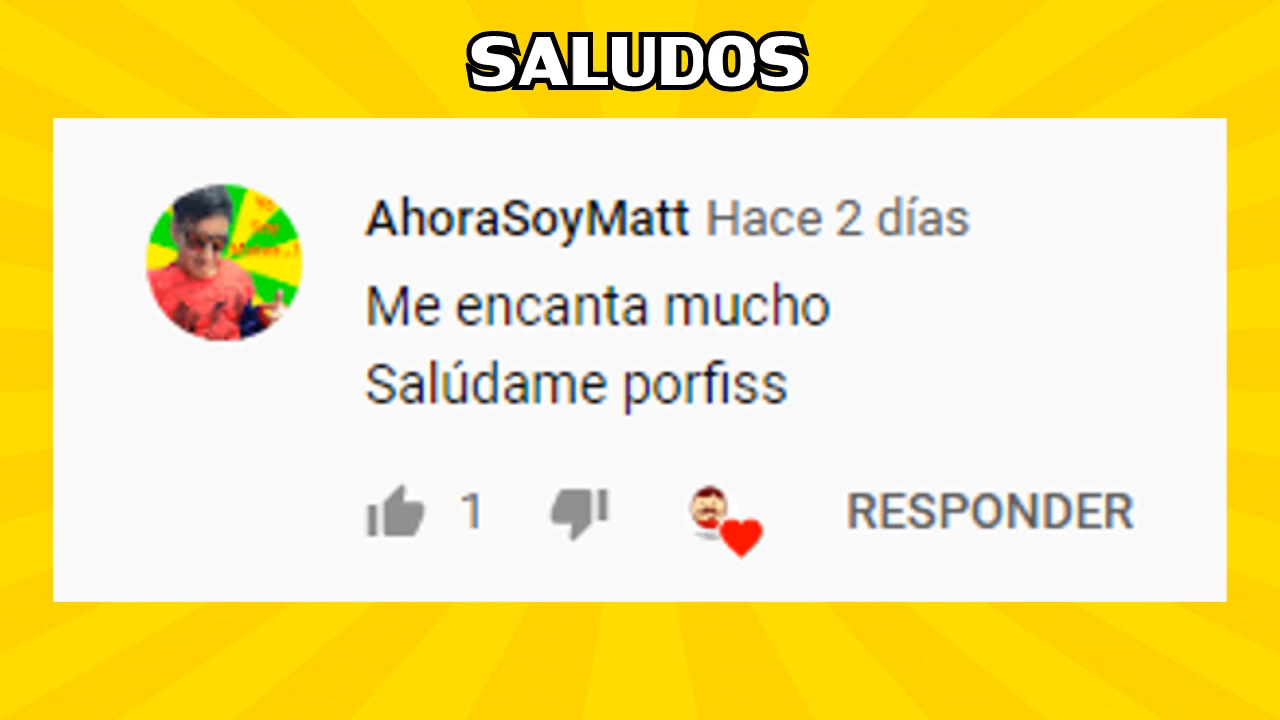 SALUDOS
AhoraSoyMatt Hace 2 días
Me encanta mucho
Salúdame porfiss
1 RESPONDER